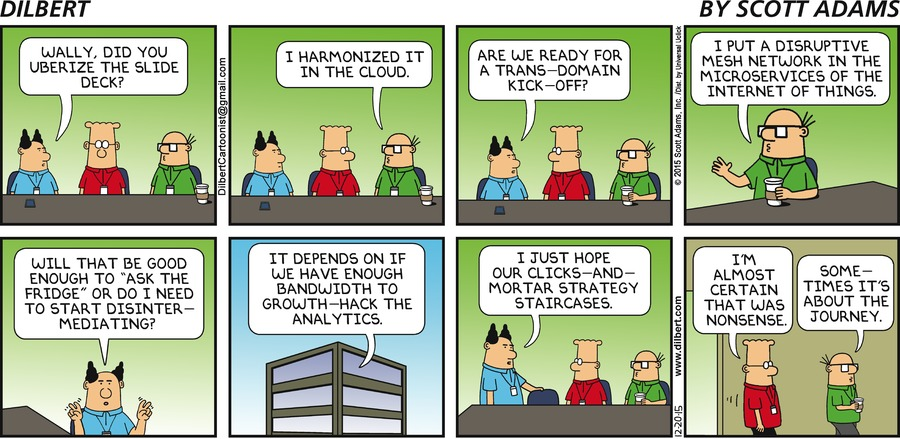 DILBERT
BY SCOTT ADAMS
WALLY, DID YOU
UBERIZE THE SLIDE
DECK?
DilbertCartoonist@gmail.com
I HARMONIZED IT
IN THE CLOUD.
ARE WE READY FOR
A TRANS-DOMAIN
KICK-OFF?
© 2015 Scott Adams, Inc. /Dist. by Universal Uclick
I PUT A DISRUPTIVE
MESH NETWORK IN THE
MICROSERVICES OF THE
INTERNET OF THINGS.
WILL THAT BE GOOD
ENOUGH TO "ASK THE
FRIDGE" OR DO I NEED
TO START DISINTER-
MEDIATING?
IT DEPENDS ON IF
WE HAVE ENOUGH
BANDWIDTH TO
GROWTH-HACK THE
ANALYTICS.
I JUST HOPE
OUR CLICKS-AND-
MORTAR STRATEGY
STAIRCASES.
12-20-15 www.dilbert.com
I'M
ALMOST
CERTAIN
THAT WAS
NONSENSE.
SOME-
TIMES IT'S
ABOUT THE
JOURNEY.